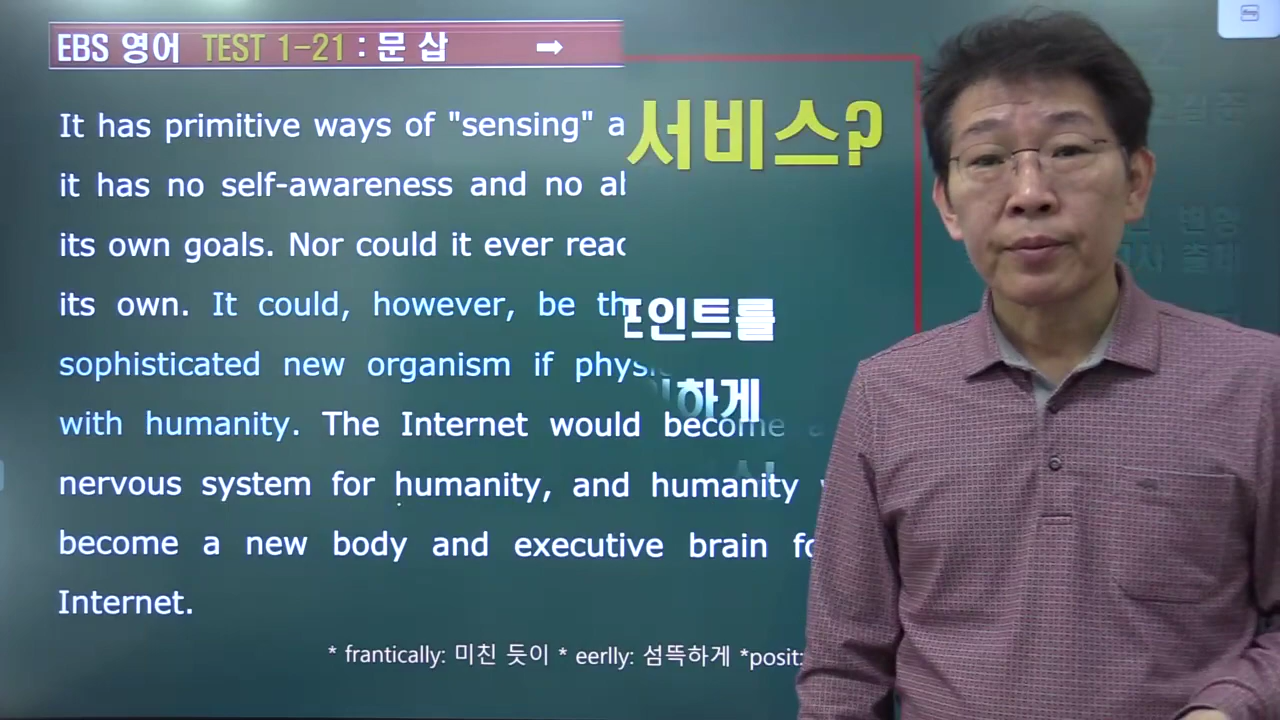 EBS 영어 TEST 1-21 : 문 삽 ➡
서비스?
It has primitive ways of "sensing"
it has no self-awareness and no
its own goals. Nor could it ever
its own. It could, however, be
포인트를
sophisticated new organism if
하게
with humanity. The Internet would become
nervous system for humanity, and humanity
become a new body and executive brain
Internet.
* frantically: 미친 듯이 * eerlly: 섬뜩하게 *posit: